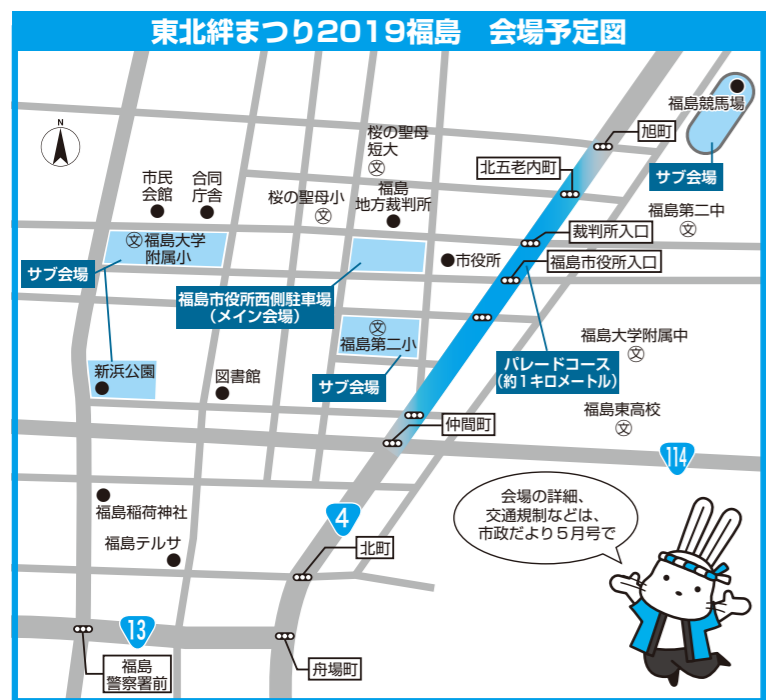 東北絆まつり2019福島　会場予定図
N
福島競馬場
旭町
桜の聖母
短大
文
北五老内町
サブ会場
市民
会館
合同
庁舎
桜の聖母小
文
福島
地方裁判所
福島第二中
文
裁判所入口
文福島大学
附属小
市役所
福島市役所入口
サブ会場
福島市役所西側駐車場
(メイン会場)
文
福島第二小
福島大学附属中
文
新浜公園
図書館
サブ会場
パレードコース
(約1キロメートル)
福島東高校
文
仲間町
114
福島稲荷神社
4
会場の詳細、
交通規制などは、
市政だより5月号で
福島テルサ
北町
13
福島
警察署前
舟場町